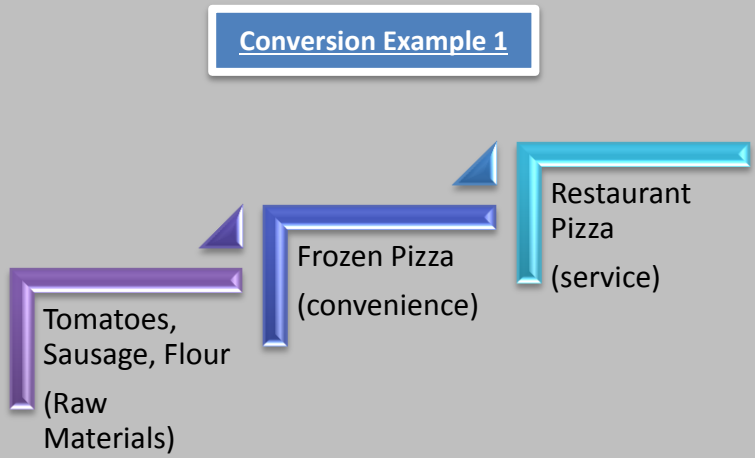 Conversion Example 1
Tomatoes,
Sausage, Flour
(Raw
Materials)
Frozen Pizza
(convenience)
Restaurant
Pizza
(service)